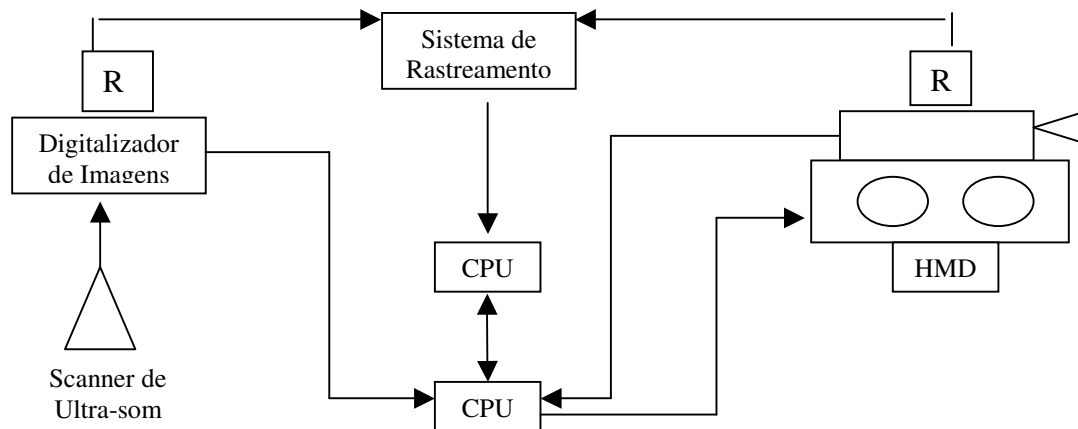 Sistema de
Rastreamento
R
R
Digitalizador
de Imagens
CPU
HMD
Scanner de
Ultra-som
CPU